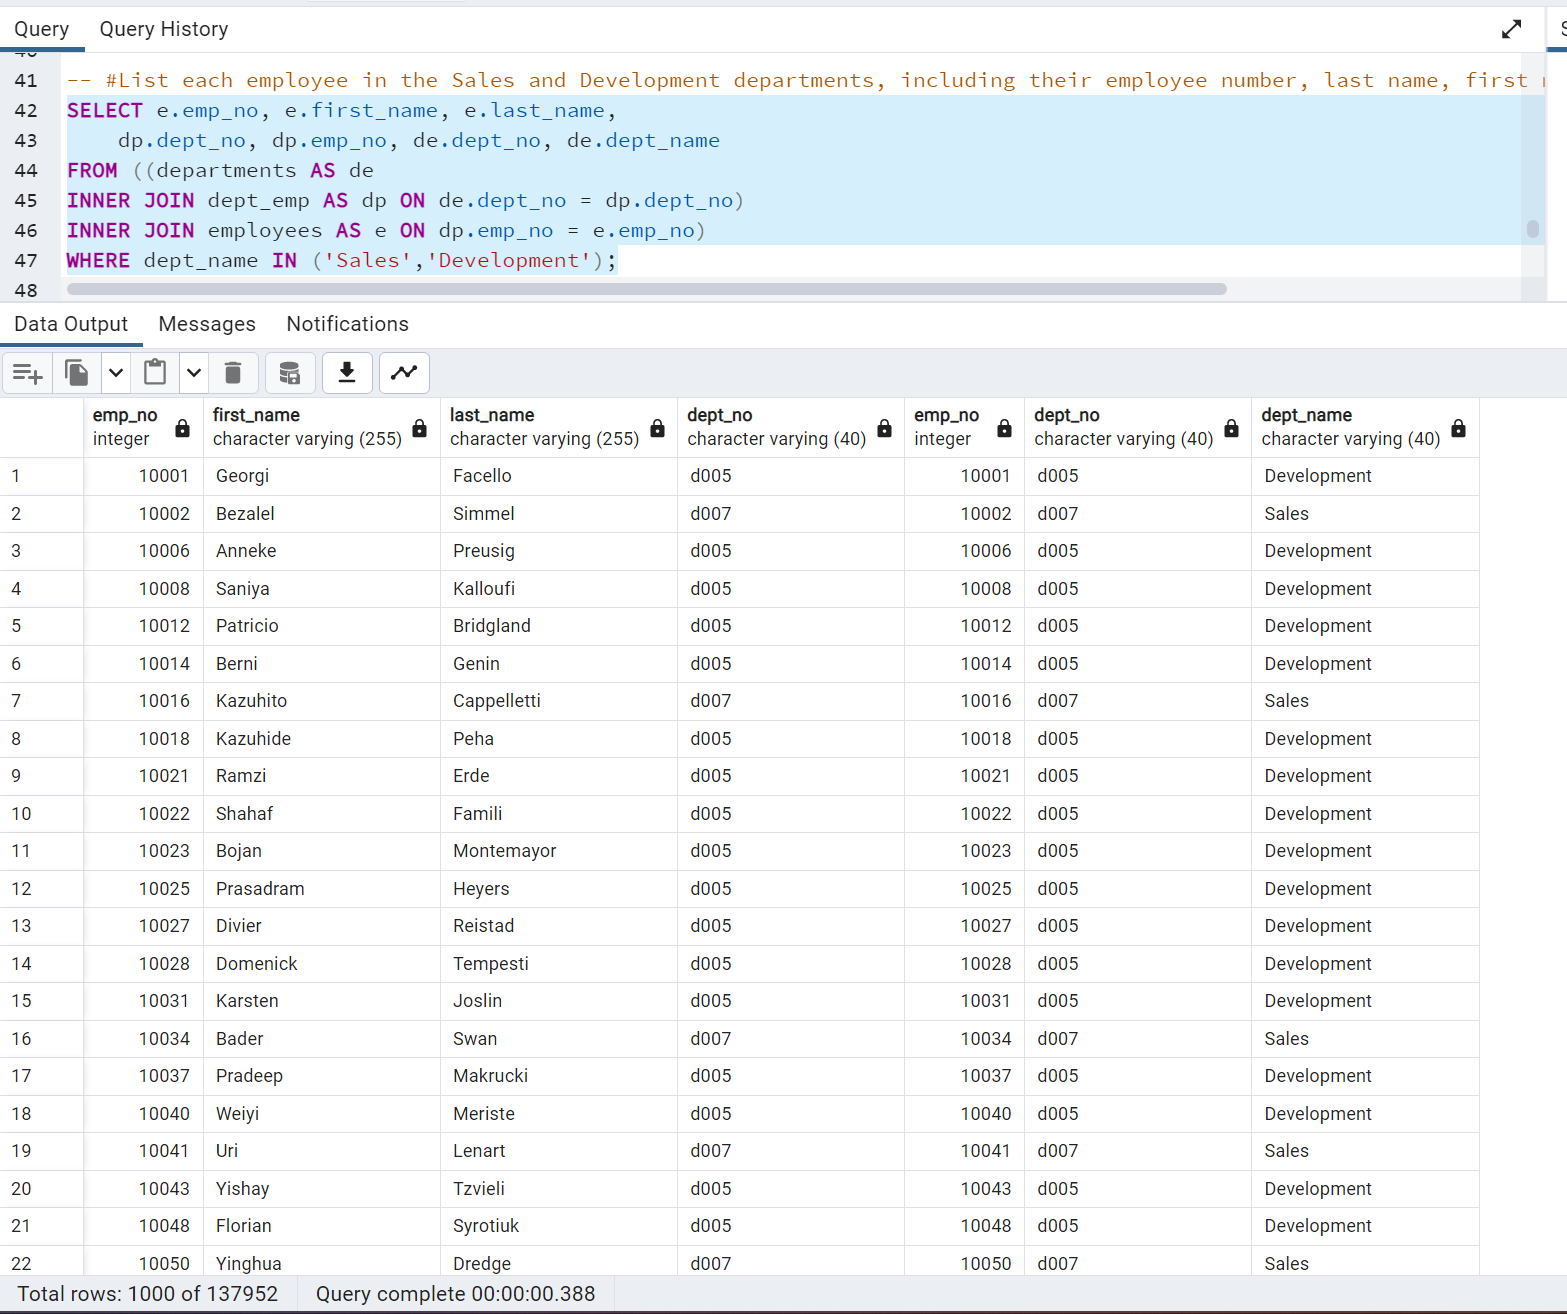 Query Query History
41 -- #List each employee in the Sales and Development departments, including their employee number, last name, first
42 SELECT e.emp_no, e.first_name, e.last_name,
43 dp.dept_no, dp.emp_no, de.dept_no, de.dept_name
44 FROM ((departments AS de
45 INNER JOIN dept_emp AS dp ON de.dept_no = dp.dept_no)
46 INNER JOIN employees AS e ON dp.emp_no = e.emp_no)
47 WHERE dept_name IN ('Sales','Development');
48
Data Output Messages Notifications
emp_no first_name last_name dept_no emp_no dept_no dept_name
integer character varying (255) character varying (255) character varying (40) integer character varying (40) character varying (40)
1 10001 Georgi Facello d005 10001 d005 Development
2 10002 Bezalel Simmel d007 10002 d007 Sales
3 10006 Anneke Preusig d005 10006 d005 Development
4 10008 Saniya Kalloufi d005 10008 d005 Development
5 10012 Patricio Bridgland d005 10012 d005 Development
6 10014 Berni Genin d005 10014 d005 Development
7 10016 Kazuhito Cappelletti d007 10016 d007 Sales
8 10018 Kazuhide Peha d005 10018 d005 Development
9 10021 Ramzi Erde d005 10021 d005 Development
10 10022 Shahaf Famili d005 10022 d005 Development
11 10023 Bojan Montemayor d005 10023 d005 Development
12 10025 Prasadram Heyers d005 10025 d005 Development
13 10027 Divier Reistad d005 10027 d005 Development
14 10028 Domenick Tempesti d005 10028 d005 Development
15 10031 Karsten Joslin d005 10031 d005 Development
16 10034 Bader Swan d007 10034 d007 Sales
17 10037 Pradeep Makrucki d005 10037 d005 Development
18 10040 Weiyi Meriste d005 10040 d005 Development
19 10041 Uri Lenart d007 10041 d007 Sales
20 10043 Yishay Tzvieli d005 10043 d005 Development
21 10048 Florian Syrotiuk d005 10048 d005 Development
22 10050 Yinghua Dredge d007 10050 d007 Sales
Total rows: 1000 of 137952 Query complete 00:00:00.388